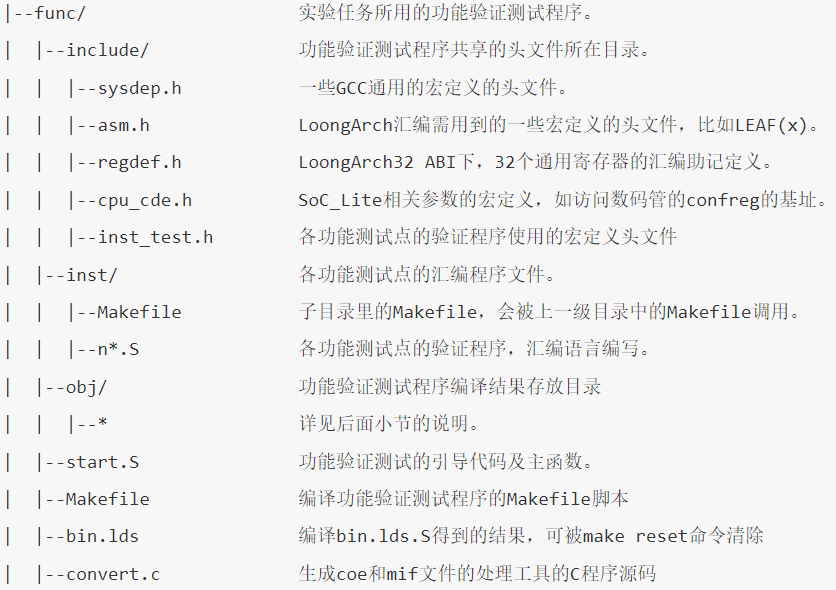 |--func/ 实验任务所用的功能验证测试程序。
| |--include/ 功能验证测试程序共享的头文件所在目录。
| | |--sysdep.h 一些GCC通用的宏定义的头文件。
| | |--asm.h LoongArch汇编需用到的一些宏定义的头文件，比如LEAF(x)。
| | |--regdef.h LoongArch32 ABI下，32个通用寄存器的汇编助记定义。
| | |--cpu_cde.h SoC_Lite相关参数的宏定义，如访问数码管的confreg的基址。
| | |--inst_test.h 各功能测试点的验证程序使用的宏定义头文件
| |--inst/ 各功能测试点的汇编程序文件。
| | |--Makefile 子目录里的Makefile，会被上一级目录中的Makefile调用。
| | |--n*.S 各功能测试点的验证程序，汇编语言编写。
| |--obj/ 功能验证测试程序编译结果存放目录
| | |--* 详见后面小节的说明。
| |--start.S 功能验证测试的引导代码及主函数。
| |--Makefile 编译功能验证测试程序的Makefile脚本
| |--bin.lds 编译bin.lds.S得到的结果，可被make reset命令清除
| |--convert.c 生成coe和mif文件的处理工具的C程序源码